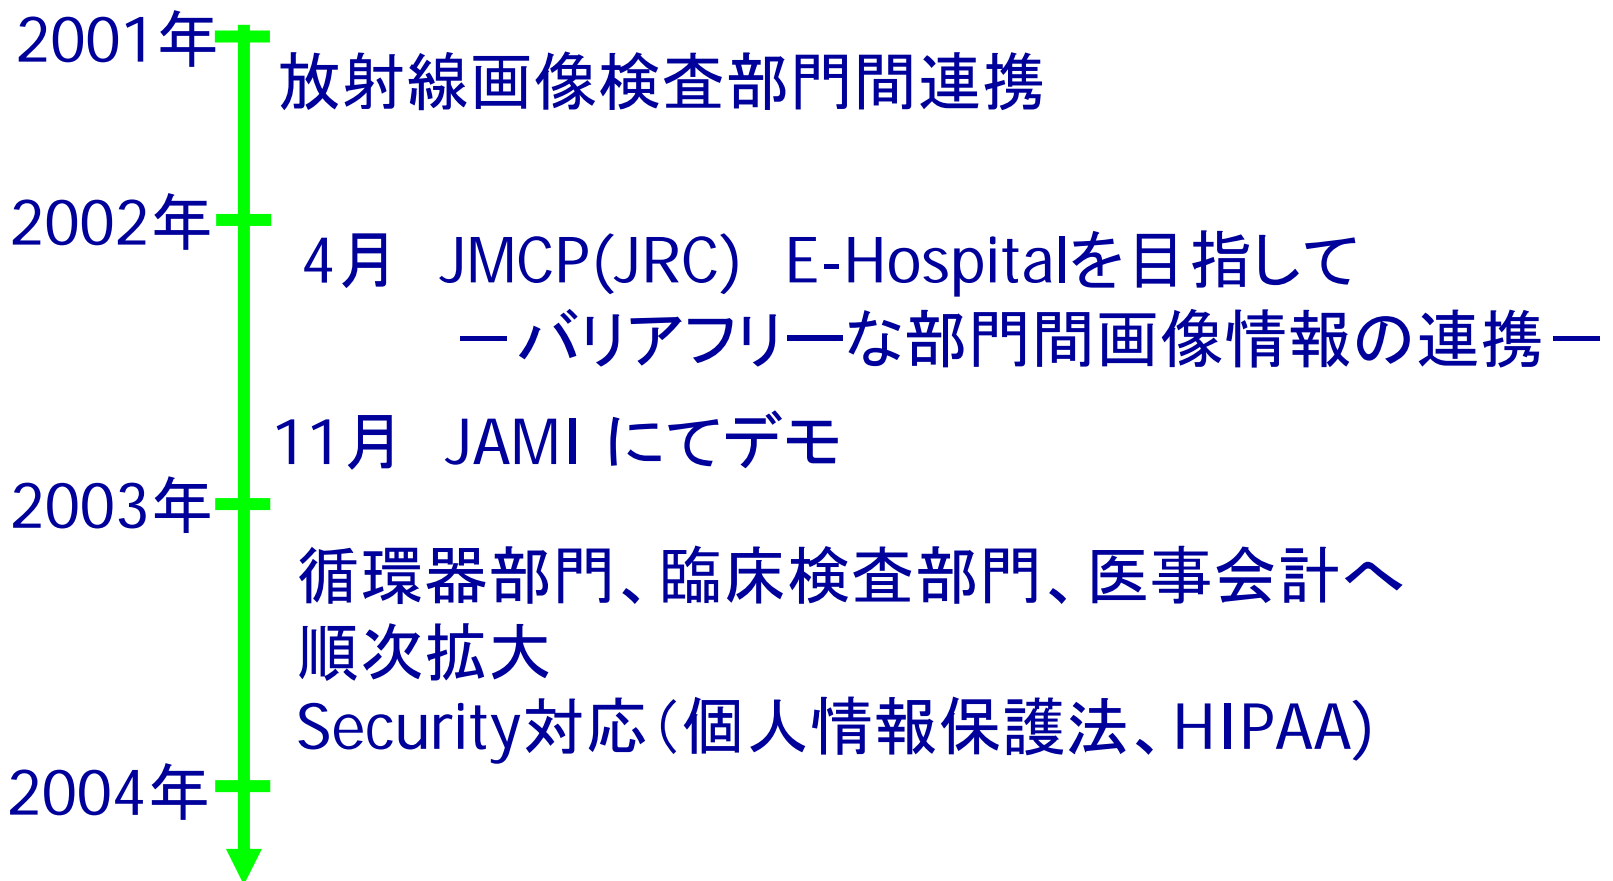 2001年
放射線画像検査部門間連携
2002年
4月　JMCP(JRC)　E-Hospitalを目指して
－バリアフリーな部門間画像情報の連携－
11月　JAMI にてデモ
2003年
循環器部門、臨床検査部門、医事会計へ
順次拡大
Security対応（個人情報保護法、HIPAA)
2004年